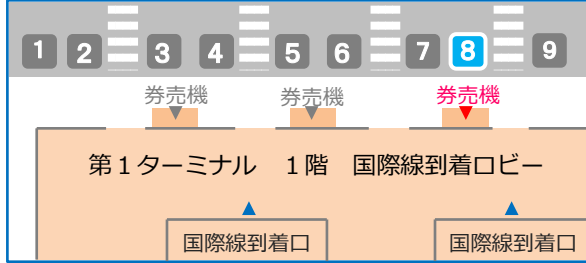 1 2 3 4 5 6 7 8 9
券売機 券売機 券売機
第1ターミナル 1階 国際線到着ロビー
国際線到着口 国際線到着口